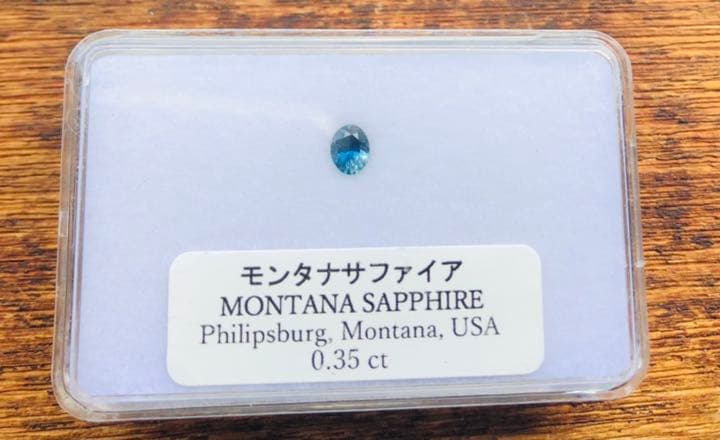 モンタナサファイア
MONTANA SAPPHIRE
Philipsburg, Montana, USA
0.35 ct